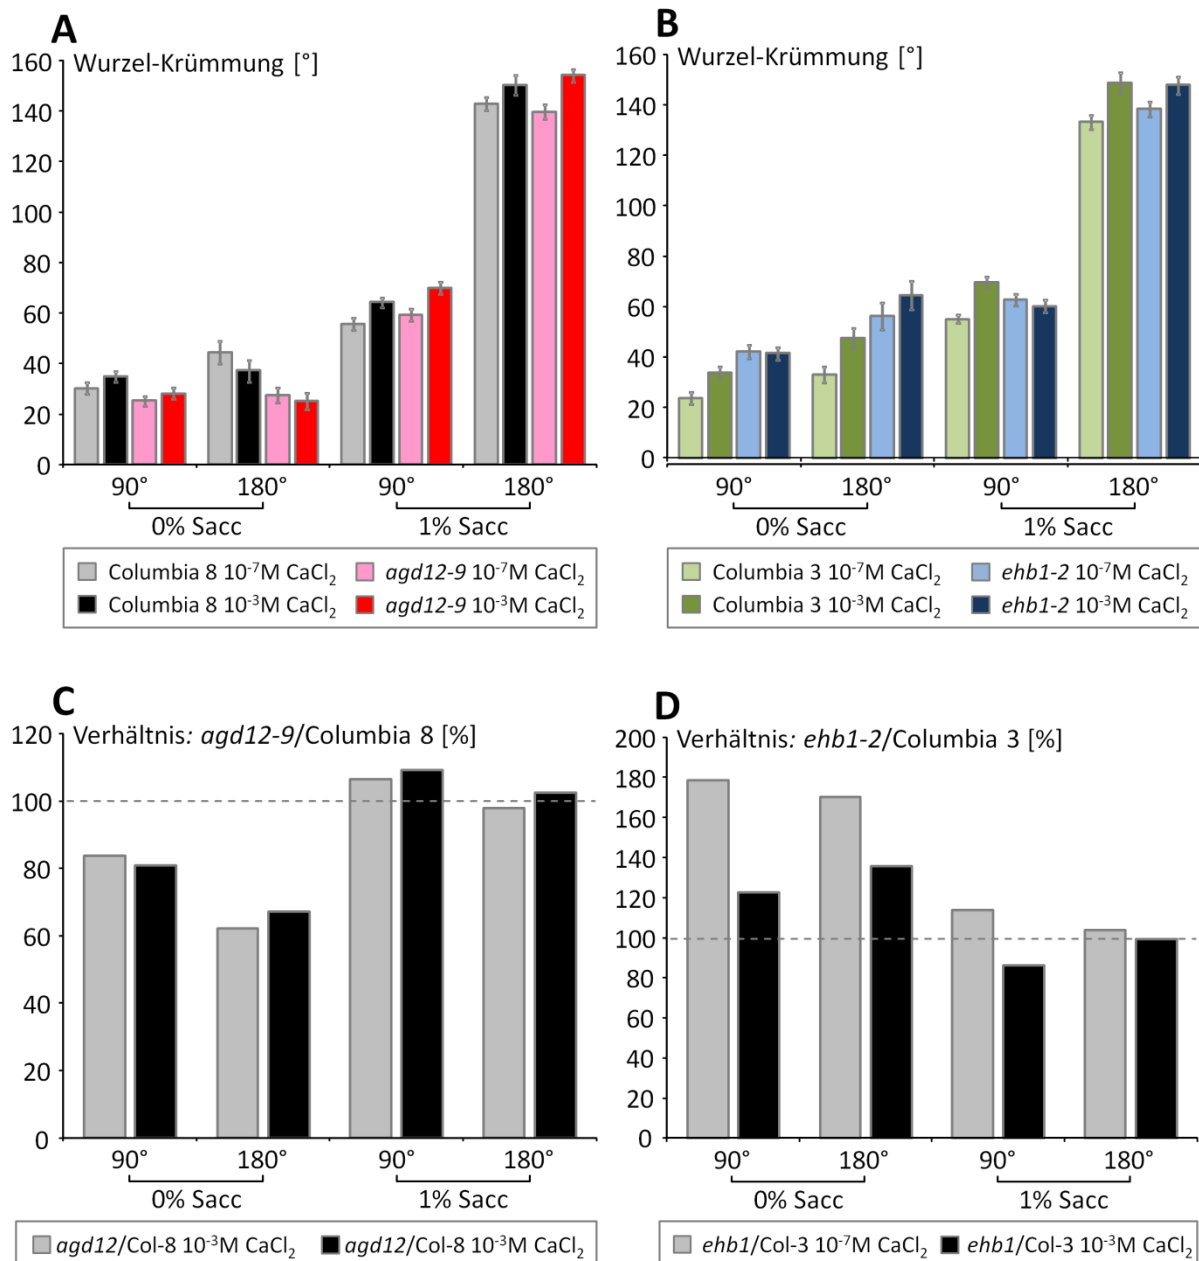 A
Wurzel-Krümmung [°]
160
140
120
100
80
60
40
20
0
90° 180° 90° 180°
0% Sacc 1% Sacc
Columbia 8 10⁻⁷M CaCl₂ agd12-9 10⁻⁷M CaCl₂
Columbia 8 10⁻³M CaCl₂ agd12-9 10⁻³M CaCl₂
B
Wurzel-Krümmung [°]
160
140
120
100
80
60
40
20
0
90° 180° 90° 180°
0% Sacc 1% Sacc
Columbia 3 10⁻⁷M CaCl₂ ehb1-2 10⁻⁷M CaCl₂
Columbia 3 10⁻³M CaCl₂ ehb1-2 10⁻³M CaCl₂
C
Verhältnis: agd12-9/Columbia 8 [%]
120
100
80
60
40
20
0
90° 180° 90° 180°
0% Sacc 1% Sacc
agd12/Col-8 10⁻³M CaCl₂ agd12/Col-8 10⁻³M CaCl₂
D
Verhältnis: ehb1-2/Columbia 3 [%]
200
180
160
140
120
100
80
60
40
20
0
90° 180° 90° 180°
0% Sacc 1% Sacc
ehb1/Col-3 10⁻⁷M CaCl₂ ehb1/Col-3 10⁻³M CaCl₂